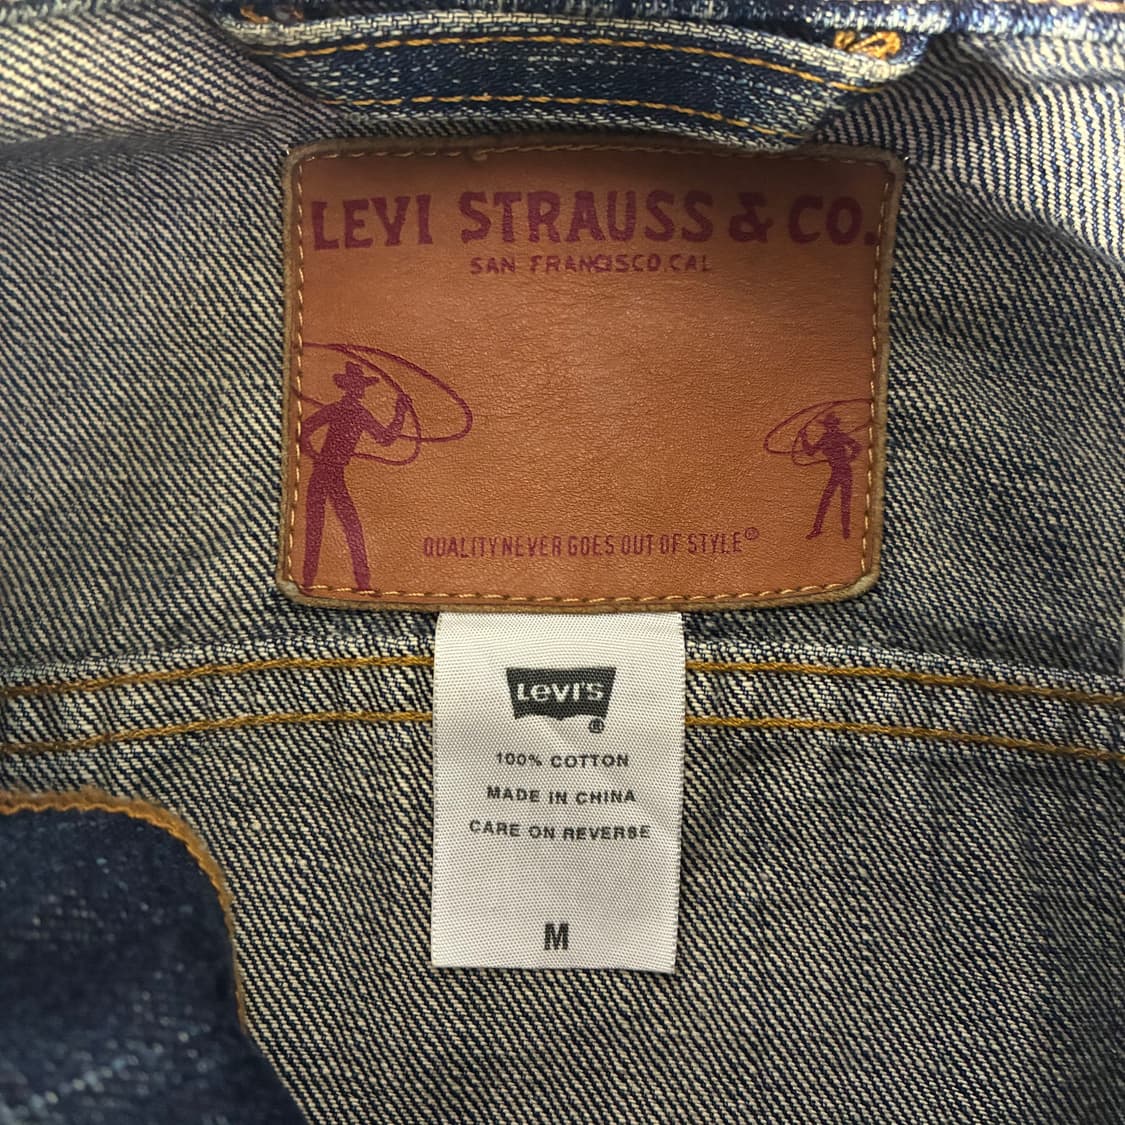 LEVI STRAUSS & CO.
SAN FRANCISCO, CAL
QUALITY NEVER GOES OUT OF STYLE®
LEVI'S
®
100% COTTON
MADE IN CHINA
CARE ON REVERSE
M